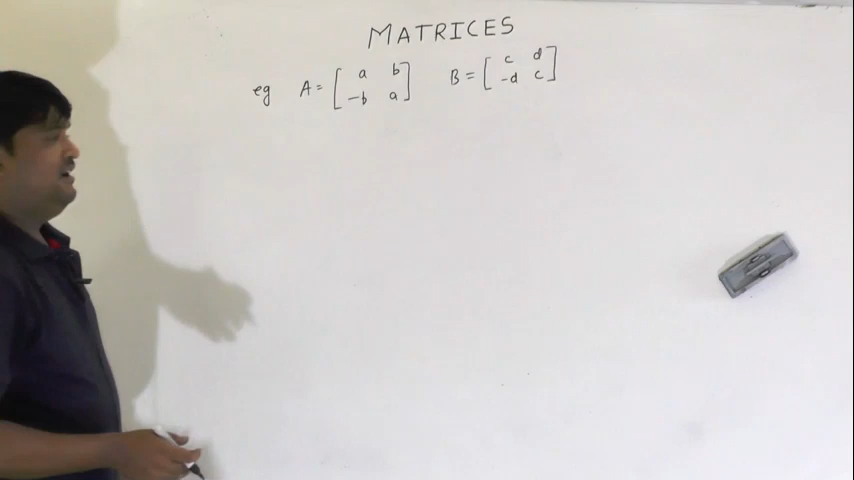 MATRICES
eg A = [ a b B = [ c d
-b a ] -d c ]